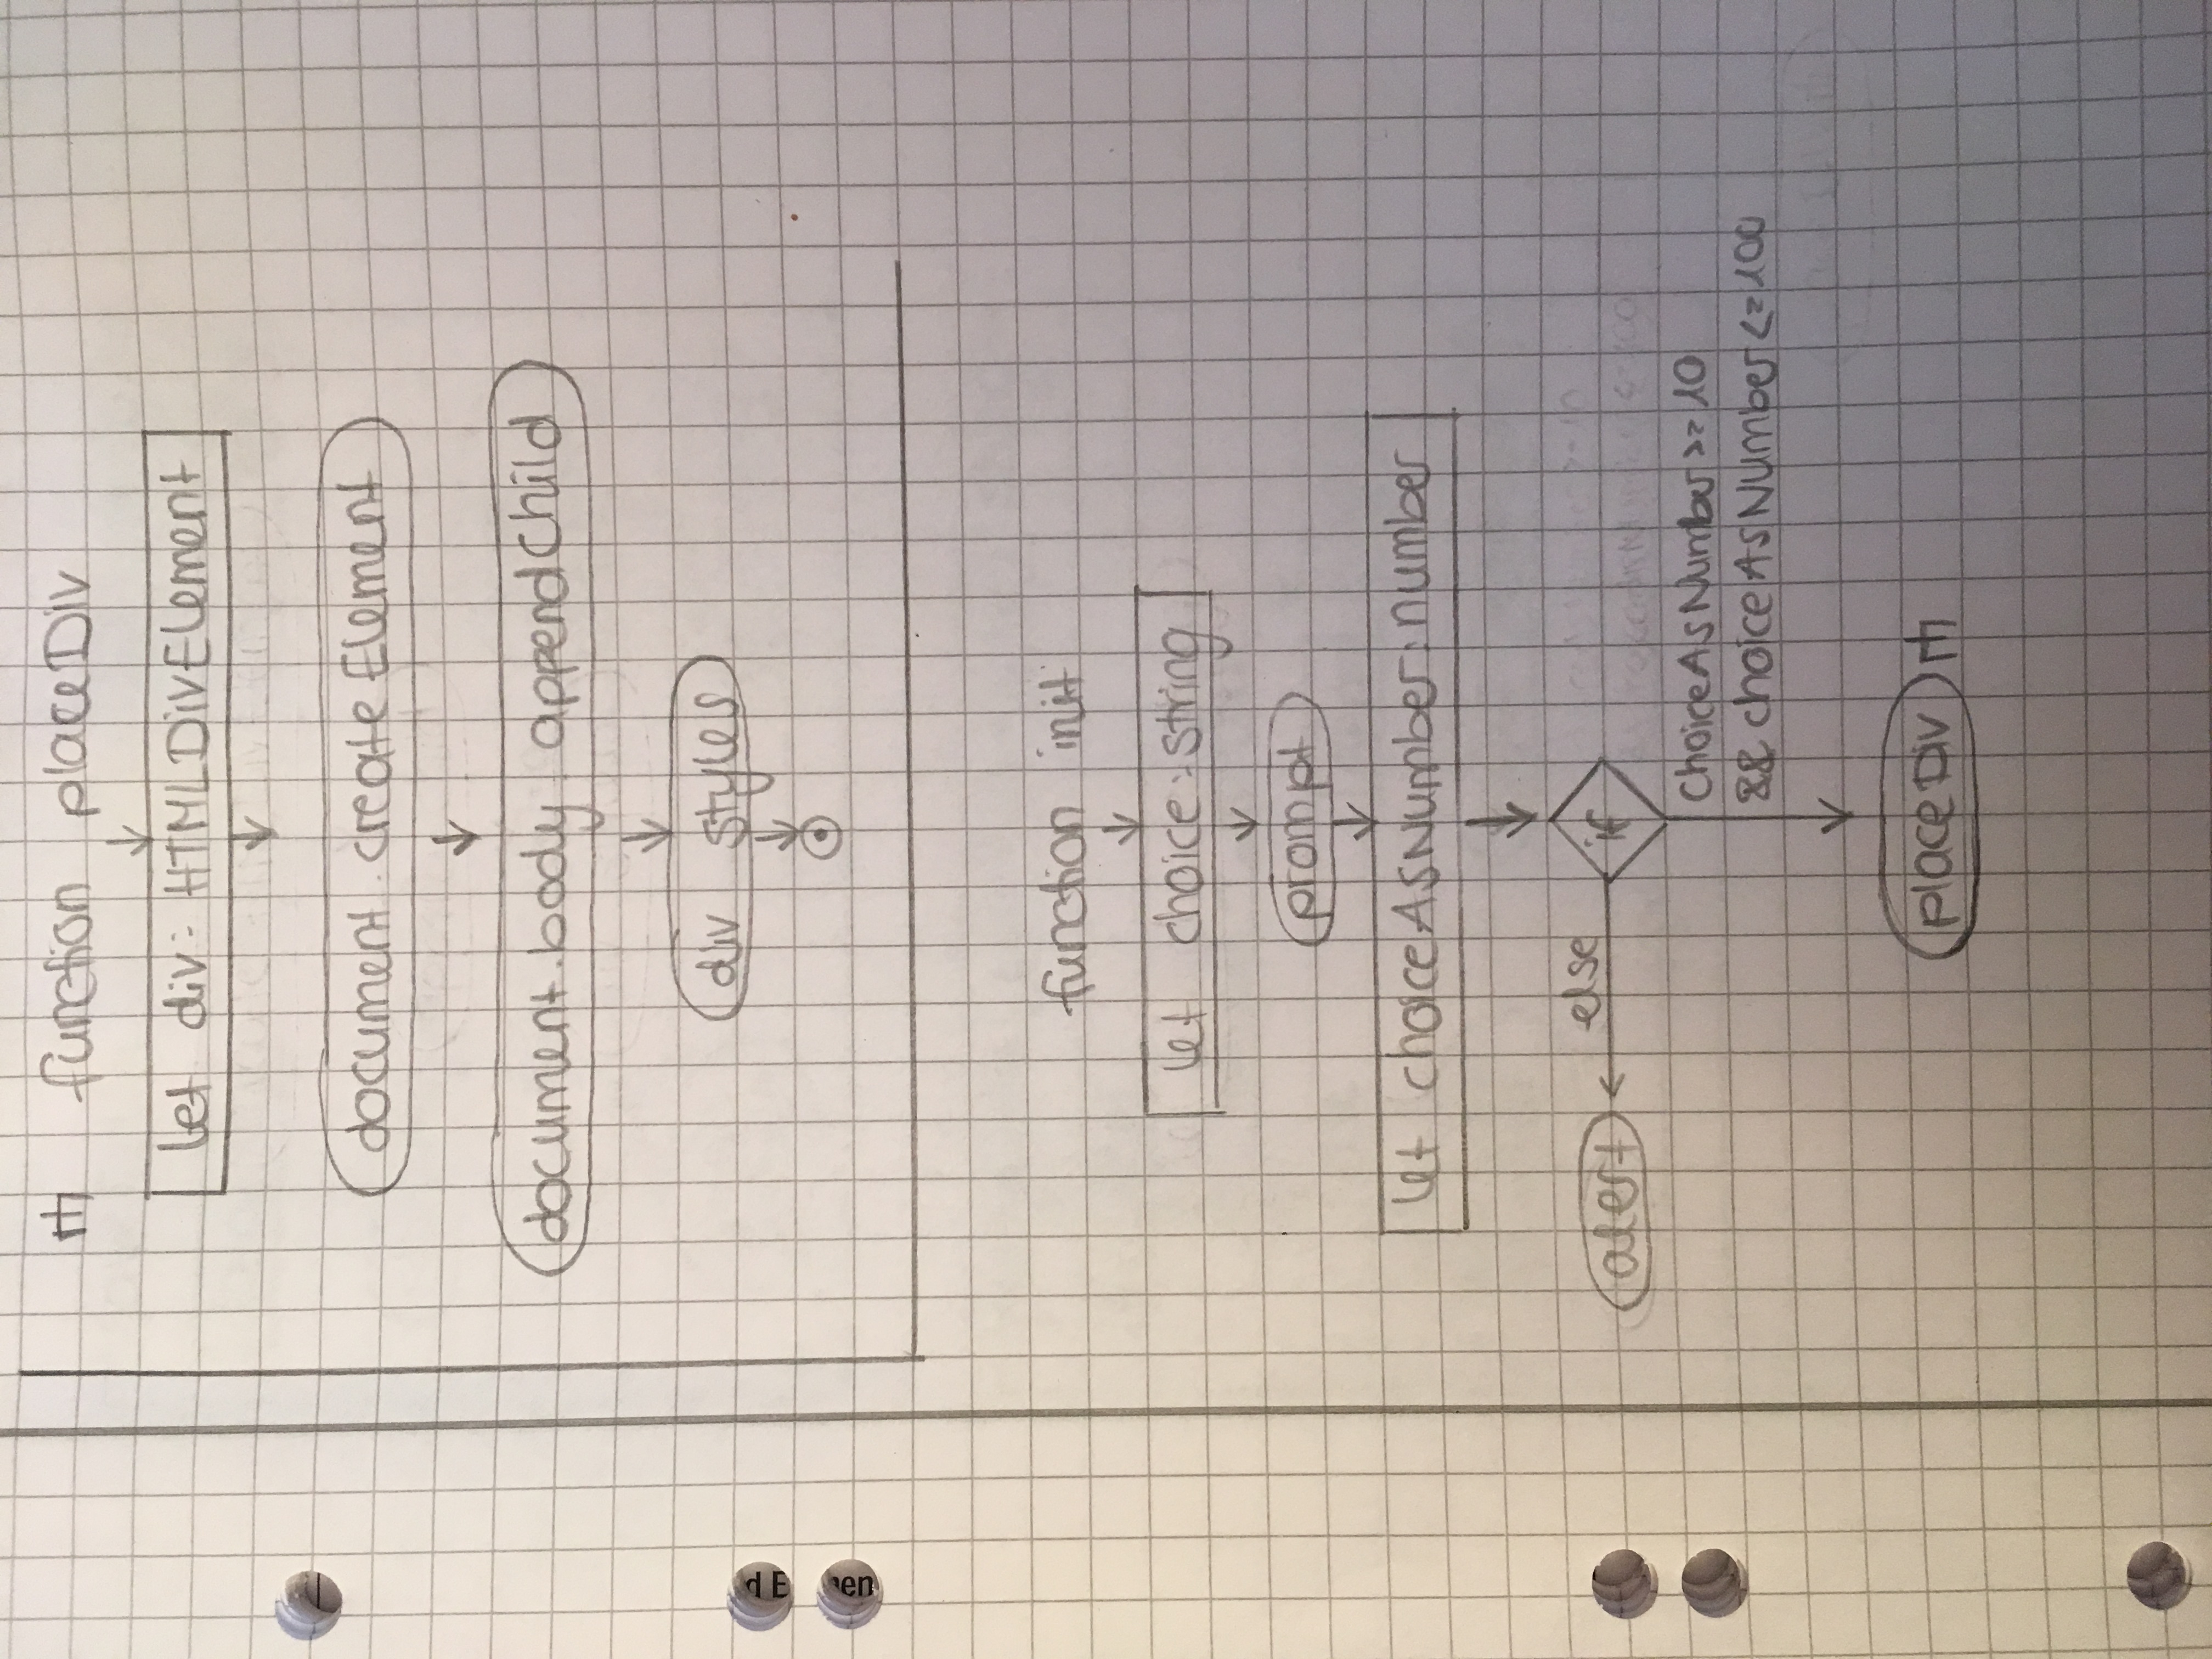 function placeDiv
let div: HTMLDivElement
document.createElement
document.body.appendChild
div styles
function init
let choice: string
prompt
let choiceAsNumber: number
else
if
alert
choiceAsNumber >= 10
&& choiceAsNumber <= 100
placeDiv
d E
en